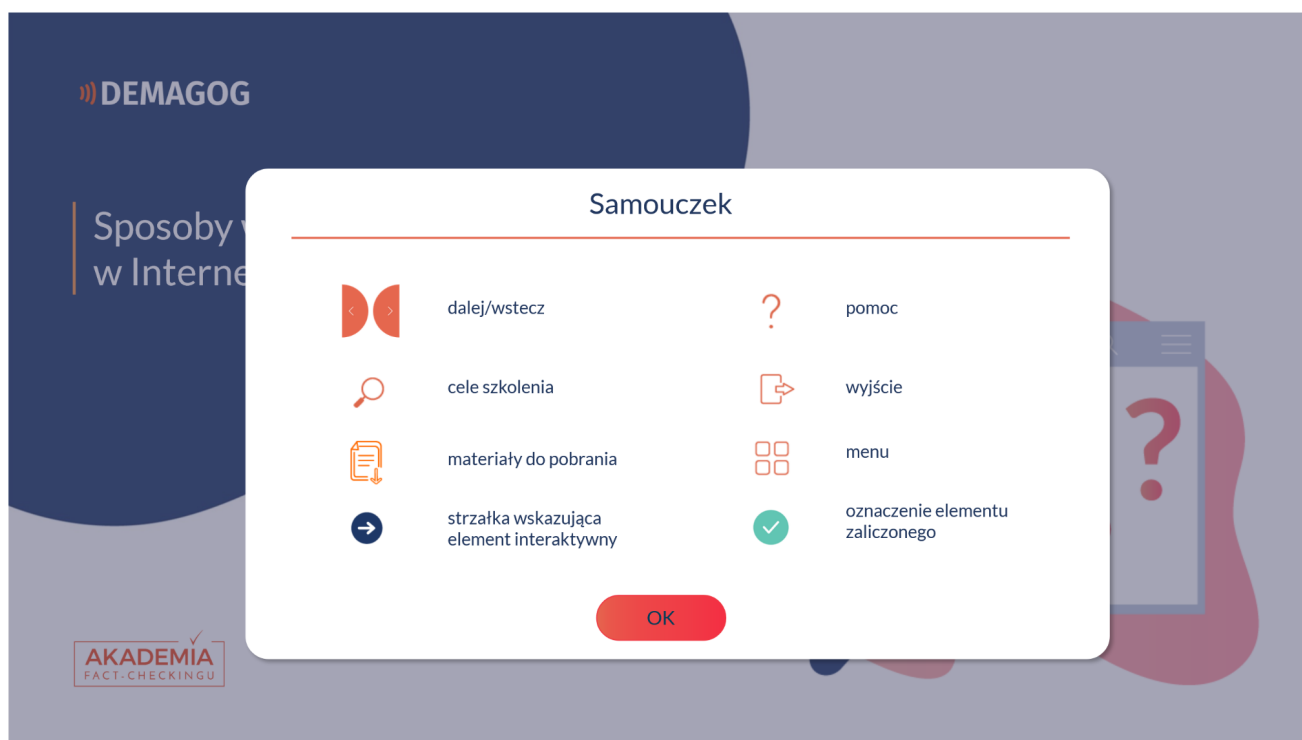 DEMAGOG
Sposoby
w Interne
Samouczek
dalej/wstecz
pomoc
cele szkolenia
wyjście
materiały do pobrania
menu
strzałka wskazująca
element interaktywny
oznaczenie elementu
zaliczonego
OK
AKADEMIA
FACT-CHECKINGU